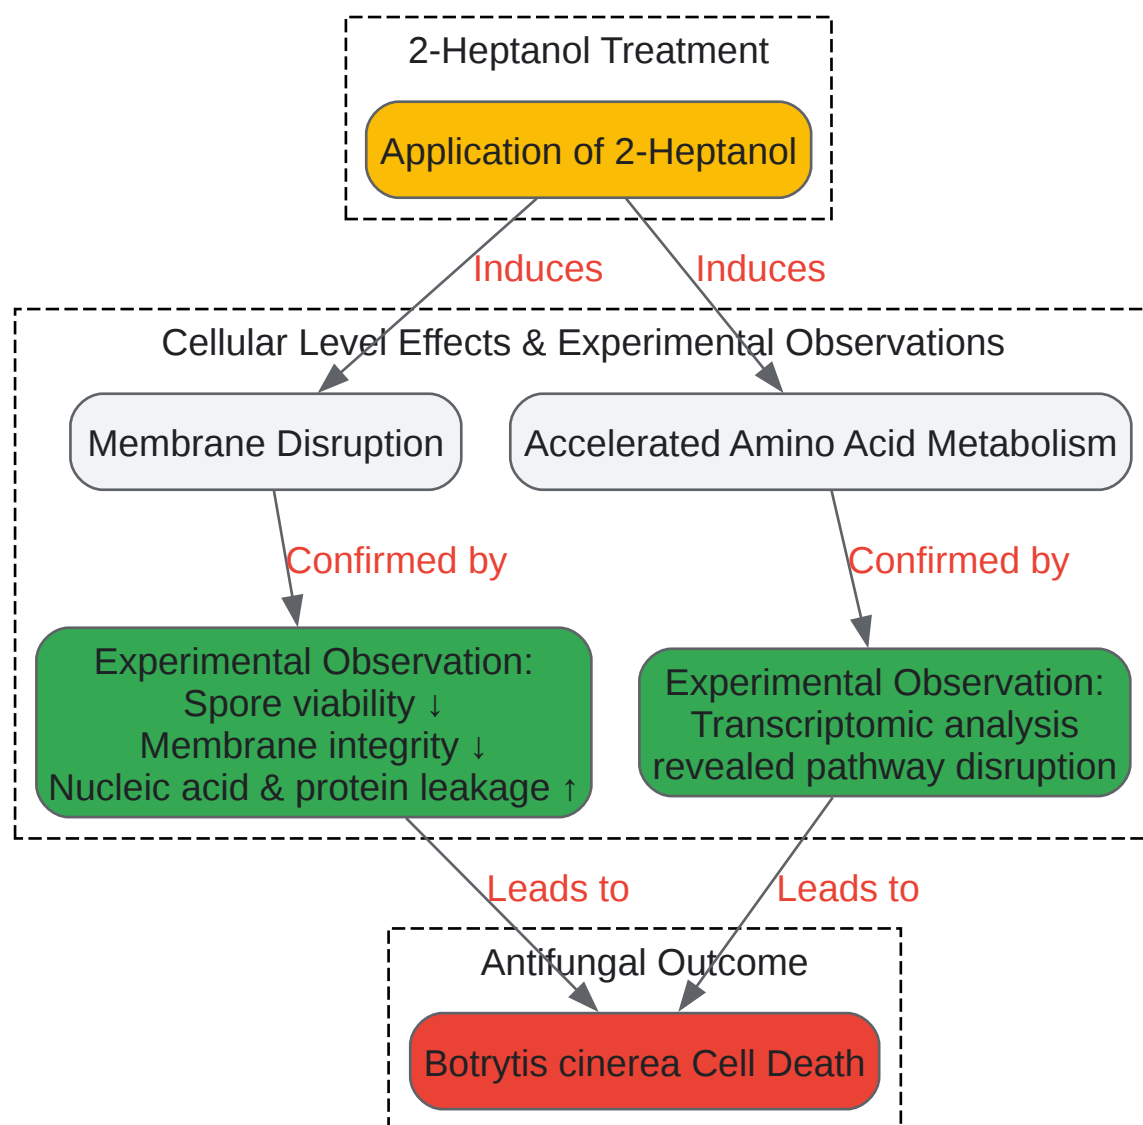 2-Heptanol Treatment
Application of 2-Heptanol
Induces
Induces
Cellular Level Effects & Experimental Observations
Membrane Disruption
Accelerated Amino Acid Metabolism
Confirmed by
Confirmed by
Experimental Observation:
Spore viability ↓
Membrane integrity ↓
Nucleic acid & protein leakage ↑
Experimental Observation:
Transcriptomic analysis
revealed pathway disruption
Leads to
Leads to
Antifungal Outcome
Botrytis cinerea Cell Death